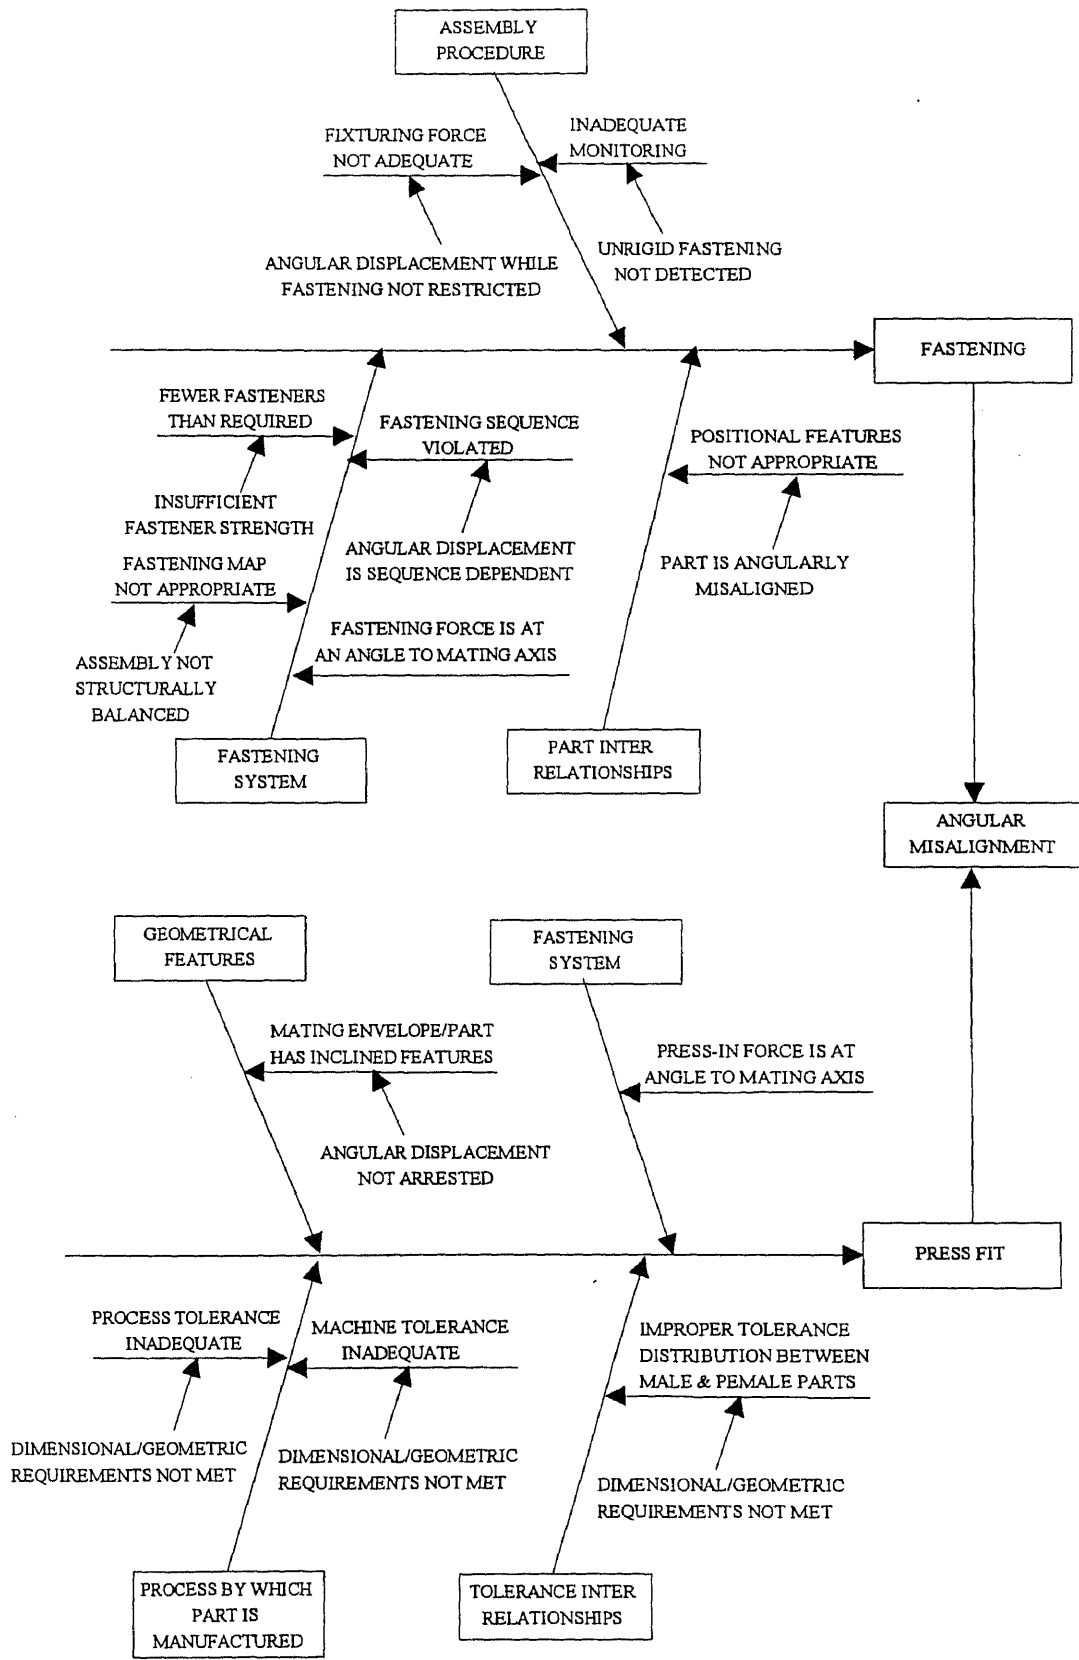 ASSEMBLY
PROCEDURE
FIXTURING FORCE
NOT ADEQUATE
INADEQUATE
MONITORING
ANGULAR DISPLACEMENT WHILE
FASTENING NOT RESTRICTED
UNRIGID FASTENING
NOT DETECTED
FASTENING
FEWER FASTENERS
THAN REQUIRED
FASTENING SEQUENCE
VIOLATED
POSITIONAL FEATURES
NOT APPROPRIATE
INSUFFICIENT
FASTENER STRENGTH
ANGULAR DISPLACEMENT
IS SEQUENCE DEPENDENT
PART IS ANGULARLY
MISALIGNED
FASTENING MAP
NOT APPROPRIATE
FASTENING FORCE IS AT
AN ANGLE TO MATING AXIS
ASSEMBLY NOT
STRUCTURALLY
BALANCED
FASTENING
SYSTEM
PART INTER
RELATIONSHIPS
ANGULAR
MISALIGNMENT
GEOMETRICAL
FEATURES
FASTENING
SYSTEM
MATING ENVELOPE/PART
HAS INCLINED FEATURES
PRESS-IN FORCE IS AT
ANGLE TO MATING AXIS
ANGULAR DISPLACEMENT
NOT ARRESTED
PRESS FIT
PROCESS TOLERANCE
INADEQUATE
MACHINE TOLERANCE
INADEQUATE
IMPROPER TOLERANCE
DISTRIBUTION BETWEEN
MALE & PEMALE PARTS
DIMENSIONAL/GEOMETRIC
REQUIREMENTS NOT MET
DIMENSIONAL/GEOMETRIC
REQUIREMENTS NOT MET
DIMENSIONAL/GEOMETRIC
REQUIREMENTS NOT MET
PROCESS BY WHICH
PART IS
MANUFACTURED
TOLERANCE INTER
RELATIONSHIPS